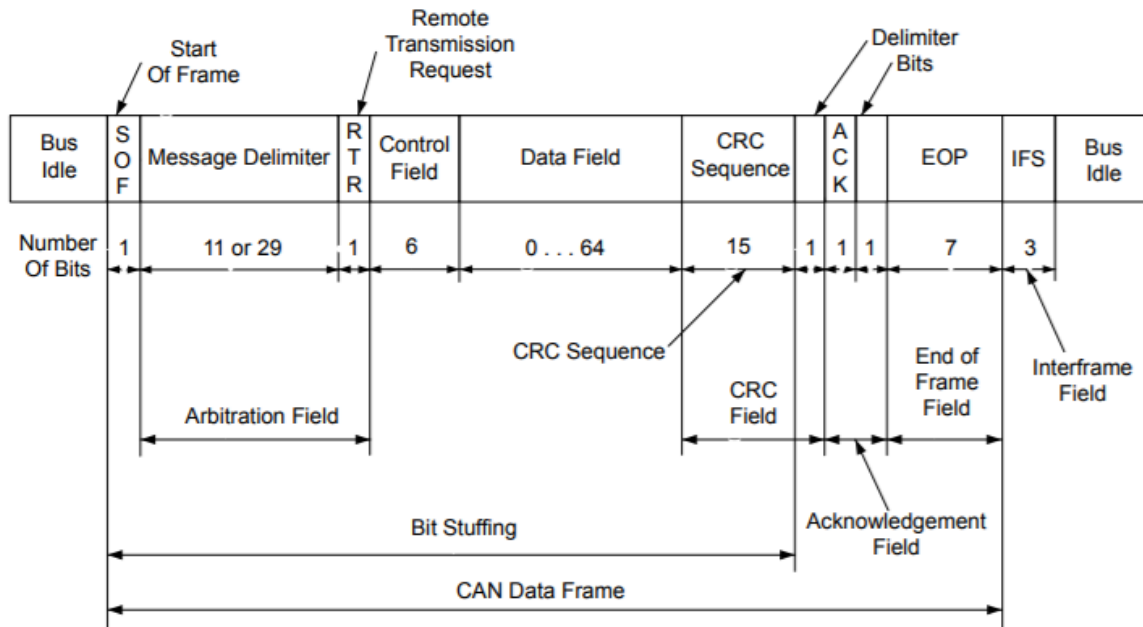 Start
Of Frame
Remote
Transmission
Request
Delimiter
Bits
Bus
Idle
SOF
Message Delimiter
RTR
Control
Field
Data Field
CRC
Sequence
ACK
EOP
IFS
Bus
Idle
Number
Of Bits
1
11 or 29
1
6
0 . . . 64
15
1
1
1
7
3
CRC Sequence
Arbitration Field
CRC
Field
End of
Frame
Field
Interframe
Field
Bit Stuffing
Acknowledgement
Field
CAN Data Frame